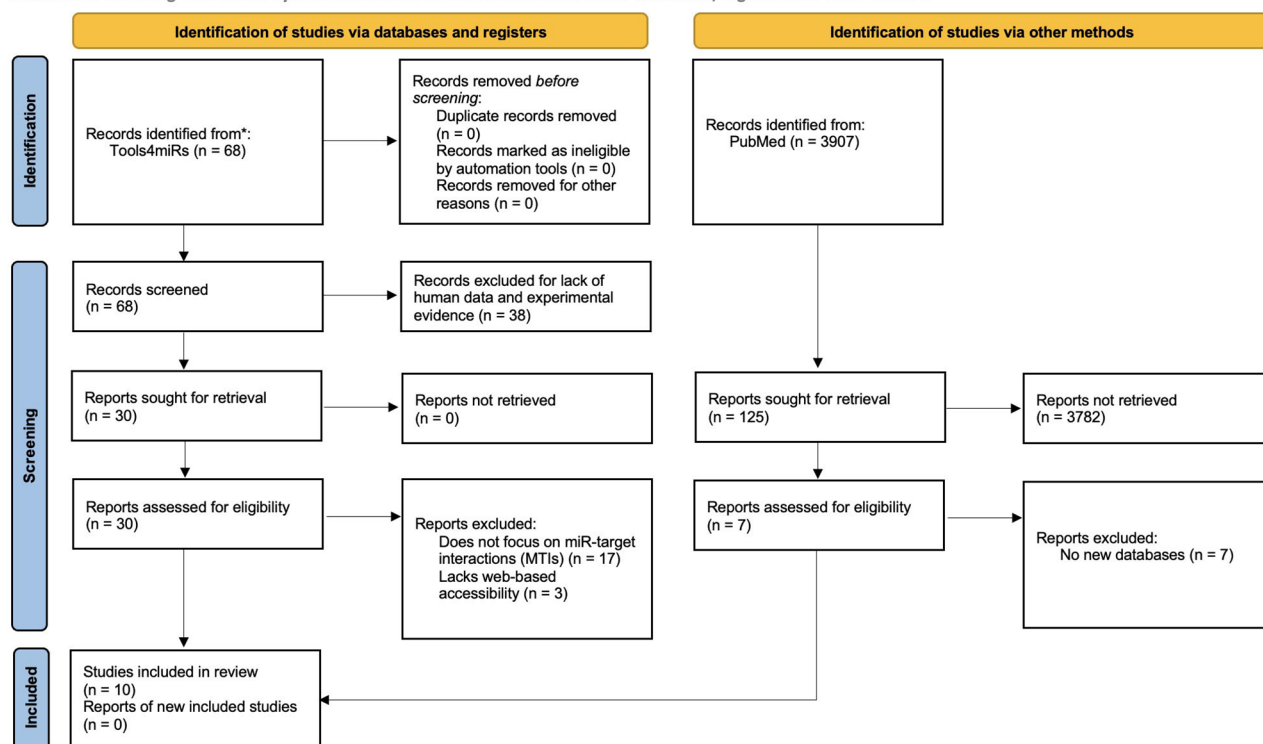 Identification of studies via databases and registers
Identification of studies via other methods
Identification
Records identified from*:
Tools4miRs (n = 68)
Records removed before
screening:
Duplicate records removed
(n = 0)
Records marked as ineligible
by automation tools (n = 0)
Records removed for other
reasons (n = 0)
Records identified from:
PubMed (n = 3907)
Screening
Records screened
(n = 68)
Records excluded for lack of
human data and experimental
evidence (n = 38)
Reports sought for retrieval
(n = 30)
Reports not retrieved
(n = 0)
Reports sought for retrieval
(n = 125)
Reports not retrieved
(n = 3782)
Reports assessed for eligibility
(n = 30)
Reports excluded:
Does not focus on miR-target
interactions (MTIs) (n = 17)
Lacks web-based
accessibility (n = 3)
Reports assessed for eligibility
(n = 7)
Reports excluded:
No new databases (n = 7)
Included
Studies included in review
(n = 10)
Reports of new included studies
(n = 0)